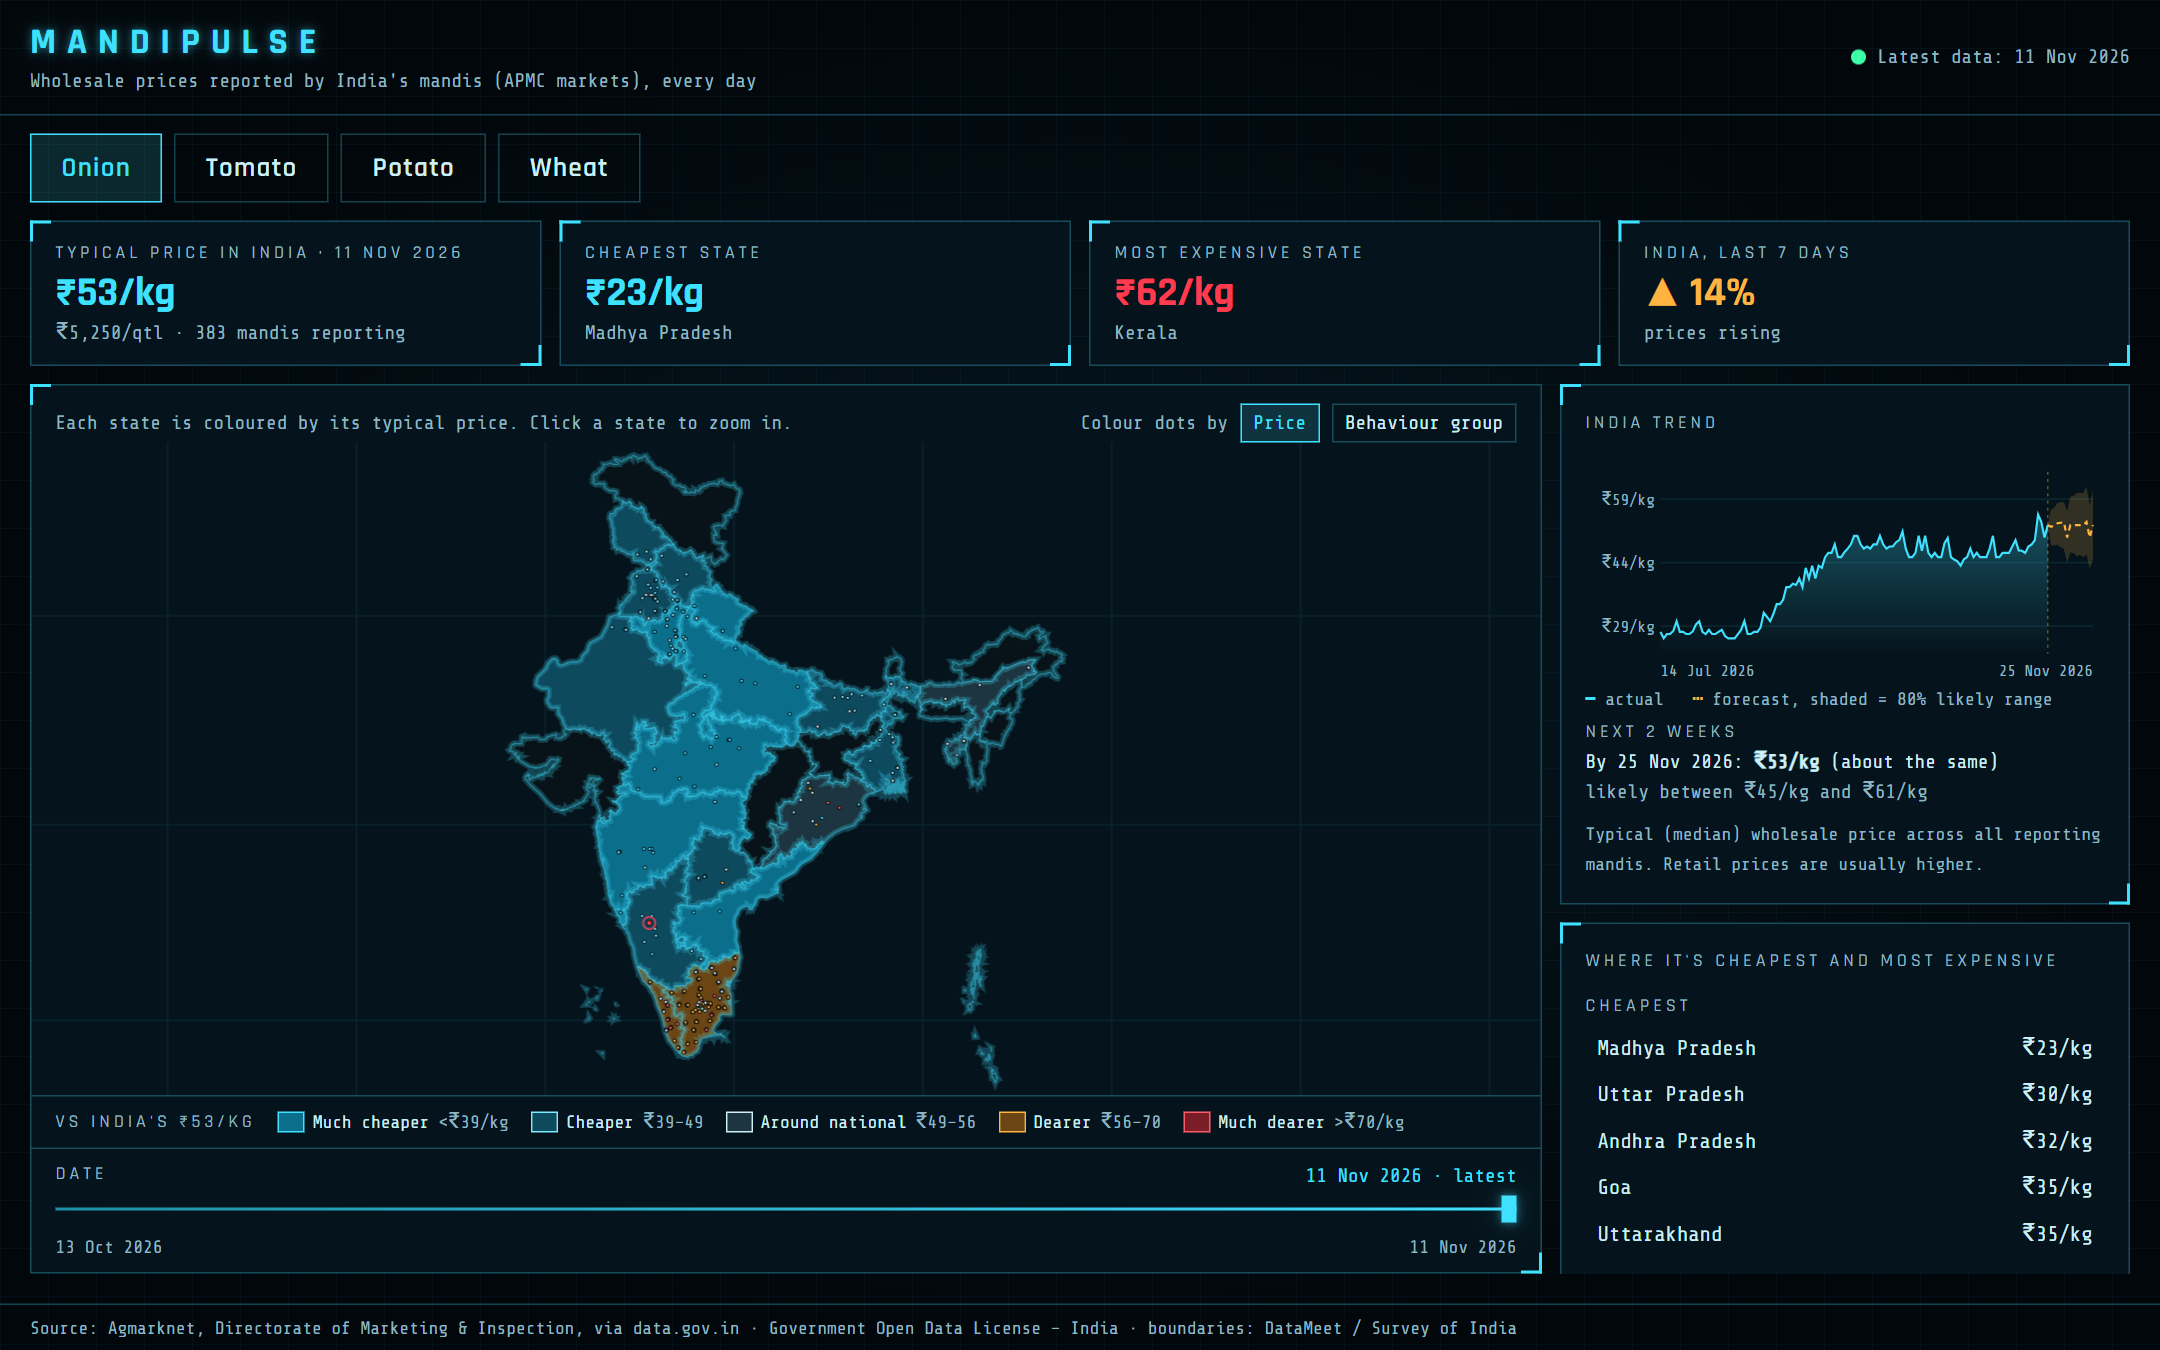 MANDIPULSE
Wholesale prices reported by India's mandis (APMC markets), every day
Latest data: 11 Nov 2026
Onion
Tomato
Potato
Wheat
TYPICAL PRICE IN INDIA · 11 NOV 2026
₹53/kg
₹5,250/qtl · 383 mandis reporting
CHEAPEST STATE
₹23/kg
Madhya Pradesh
MOST EXPENSIVE STATE
₹62/kg
Kerala
INDIA, LAST 7 DAYS
▲ 14%
prices rising
Each state is coloured by its typical price. Click a state to zoom in.
Colour dots by
Price
Behaviour group
VS INDIA'S ₹53/KG
Much cheaper <₹39/kg
Cheaper ₹39–49
Around national ₹49–56
Dearer ₹56–70
Much dearer >₹70/kg
DATE
11 Nov 2026 · latest
13 Oct 2026
11 Nov 2026
INDIA TREND
₹59/kg
₹44/kg
₹29/kg
14 Jul 2026
25 Nov 2026
actual
forecast, shaded = 80% likely range
NEXT 2 WEEKS
By 25 Nov 2026: ₹53/kg (about the same)
likely between ₹45/kg and ₹61/kg
Typical (median) wholesale price across all reporting
mandis. Retail prices are usually higher.
WHERE IT'S CHEAPEST AND MOST EXPENSIVE
CHEAPEST
Madhya Pradesh ₹23/kg
Uttar Pradesh ₹30/kg
Andhra Pradesh ₹32/kg
Goa ₹35/kg
Uttarakhand ₹35/kg
Source: Agmarknet, Directorate of Marketing & Inspection, via data.gov.in · Government Open Data License – India · boundaries: DataMeet / Survey of India